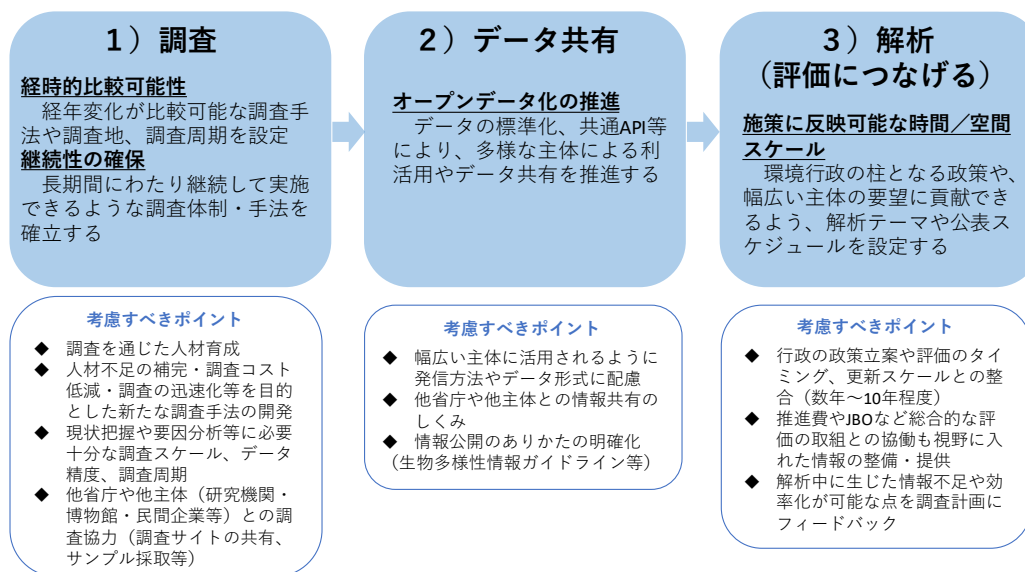 1）調査
経時的比較可能性
経年変化が比較可能な調査手
法や調査地、調査周期を設定
継続性の確保
長期間にわたり継続して実施
できるような調査体制・手法を
確立する
2）データ共有
オープンデータ化の推進
データの標準化、共通API等
により、多様な主体による利
活用やデータ共有を推進する
3）解析
（評価につなげる）
施策に反映可能な時間／空間
スケール
環境行政の柱となる政策や、
幅広い主体の要望に貢献できる
よう、解析テーマや公表ス
ケジュールを設定する
考慮すべきポイント
◆ 調査を通じた人材育成
◆ 人材不足の補完・調査コスト
低減・調査の迅速化等を目的
とした新たな調査手法の開発
◆ 現状把握や要因分析等に必要
十分な調査スケール、データ
精度、調査周期
◆ 他省庁や他主体（研究機関・
博物館・民間企業等）との調
査協力（調査サイトの共有、
サンプル採取等）
考慮すべきポイント
◆ 幅広い主体に活用されるように
発信方法やデータ形式に配慮
◆ 他省庁や他主体との情報共有の
しくみ
◆ 情報公開のありかたの明確化
（生物多様性情報ガイドライン等）
考慮すべきポイント
◆ 行政の政策立案や評価のタイ
ミング、更新スケールとの整
合（数年～10年程度）
◆ 推進費やJBOなど総合的な評
価の取組との協働も視野に入
れた情報の整備・提供
◆ 解析中に生じた情報不足や効
率化が可能な点を調査計画に
フィードバック